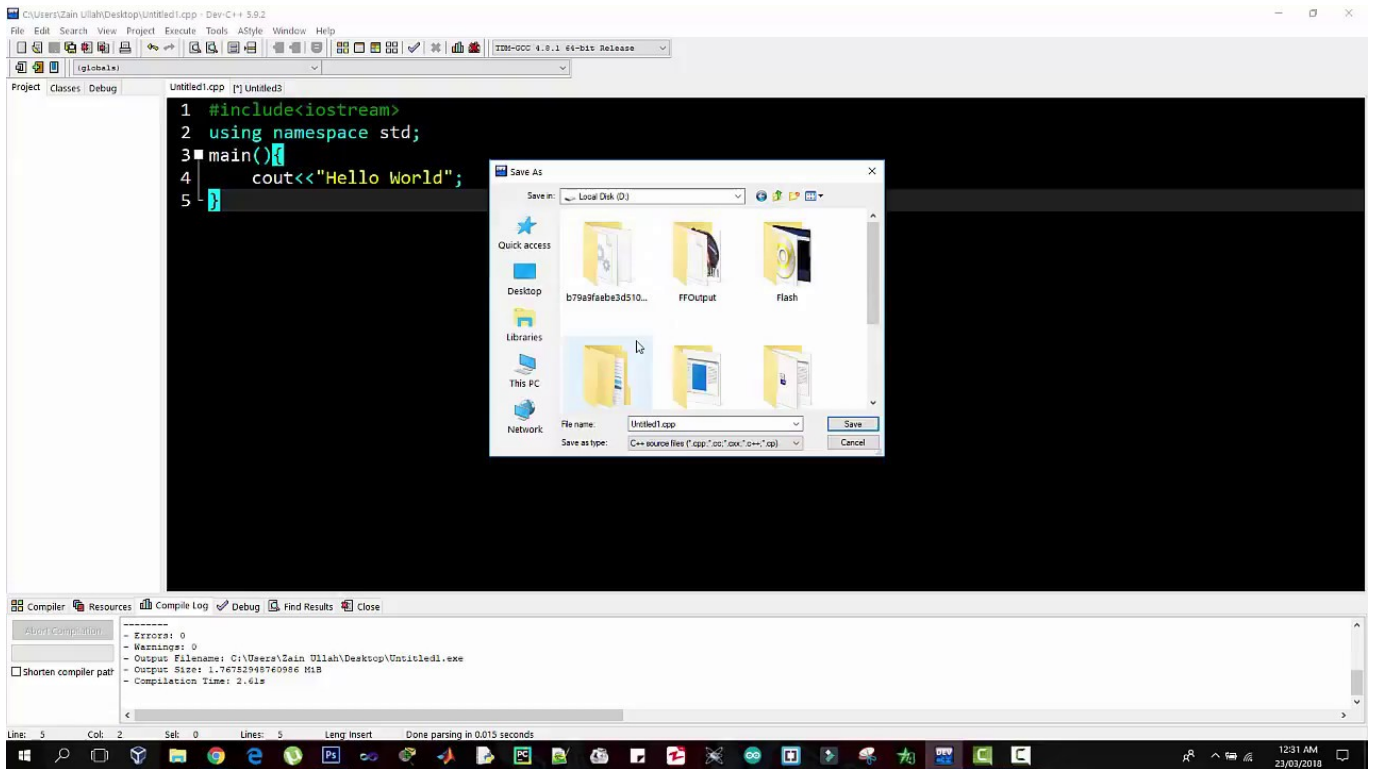 C:\Users\Zain Ullah\Desktop\Untitled1.cpp - Dev-C++ 5.9.2
File Edit Search View Project Execute Tools AStyle Window Help
TDM-GCC 4.8.1 64-bit Release
(globals)
Project Classes Debug Untitled1.cpp [*] Untitled3
1 #include<iostream>
2 using namespace std;
3 main(){
4 cout<<"Hello World";
5 }
Save As
Save in: Local Disk (D:)
Quick access
Desktop
Libraries
This PC
Network
b79a9faebe3d510... FFOutput Flash
File name: Untitled1.cpp Save
Save as type: C++ source files (*.cpp;*.cc;*.cxx;*.c++;*.cp) Cancel
Compiler Resources Compile Log Debug Find Results Close
Abort Compilation
Shorten compiler path
--------
- Errors: 0
- Warnings: 0
- Output Filename: C:\Users\Zain Ullah\Desktop\Untitled1.exe
- Output Size: 1.76752948760986 MiB
- Compilation Time: 2.61s
Line: 5 Col: 2 Sel: 0 Lines: 5 Leng Insert Done parsing in 0.015 seconds
Ps
PC
DEV
12:31 AM
23/03/2018